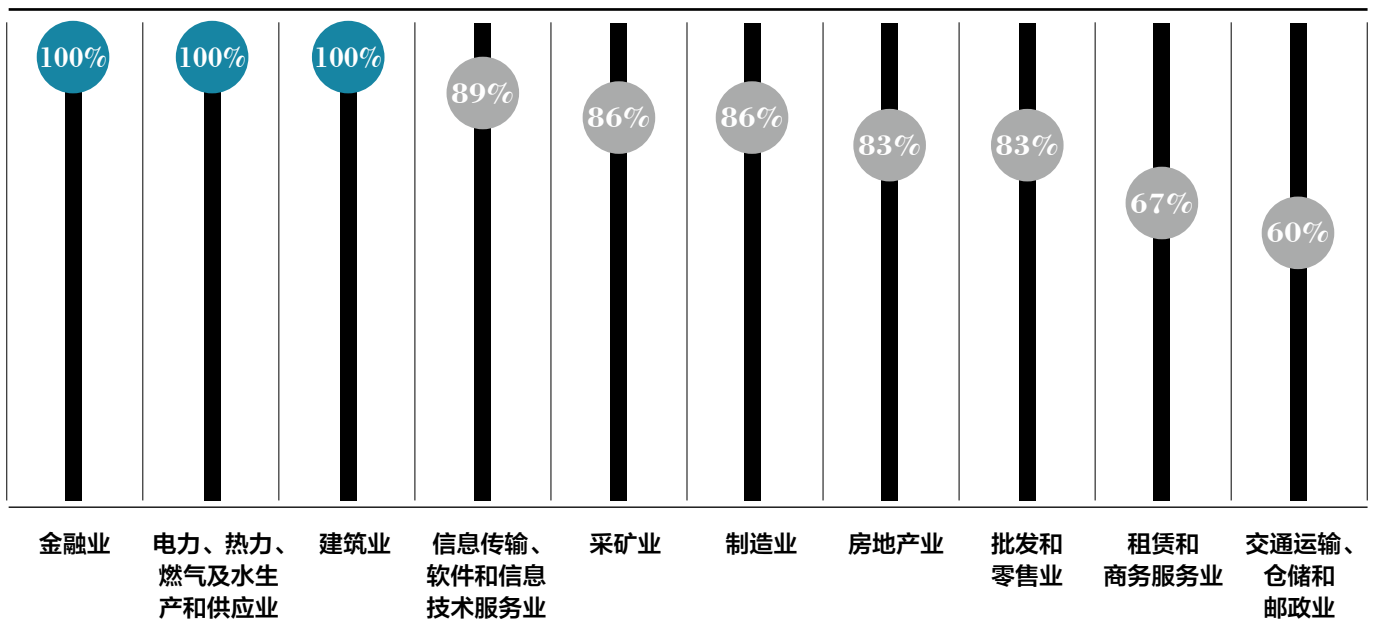 100%
100%
100%
89%
86%
86%
83%
83%
67%
60%
金融业
电力、热力、
燃气及水生
产和供应业
建筑业
信息传输、
软件和信息
技术服务业
采矿业
制造业
房地产业
批发和
零售业
租赁和
商务服务业
交通运输、
仓储和
邮政业